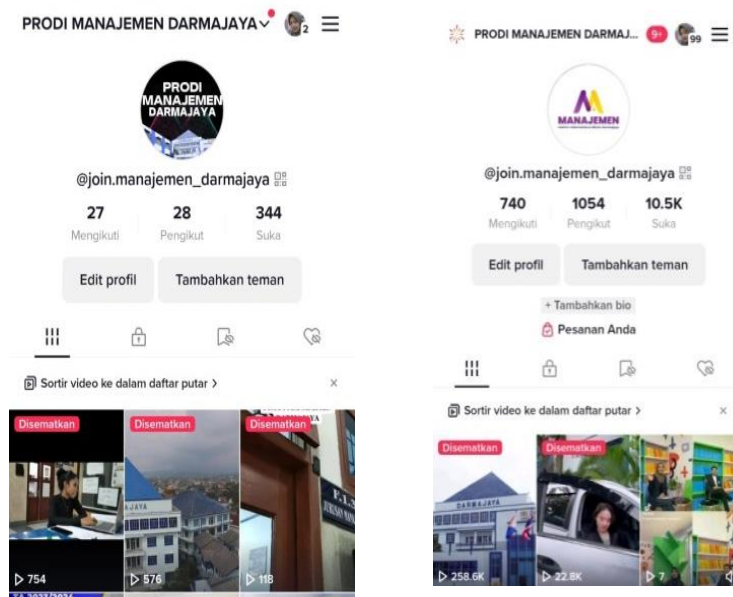 PRODI MANAJEMEN DARMAJAYA
2
PRODI
MANAJEMEN
DARMAJAYA
@join.manajemen_darmajaya
27 28 344
Mengikuti Pengikut Suka
Edit profil Tambahkan teman
Sortir video ke dalam daftar putar >
Disematkan Disematkan Disematkan
DARMAJAYA
754 576 118
PRODI MANAJEMEN DARMAJ... 9+ 99
MANAJEMEN
@join.manajemen_darmajaya
740 1054 10.5K
Mengikuti Pengikut Suka
Edit profil Tambahkan teman
+ Tambahkan bio
Pesanan Anda
Sortir video ke dalam daftar putar >
Disematkan Disematkan
DARMAJAYA
258.6K 22.8K 7